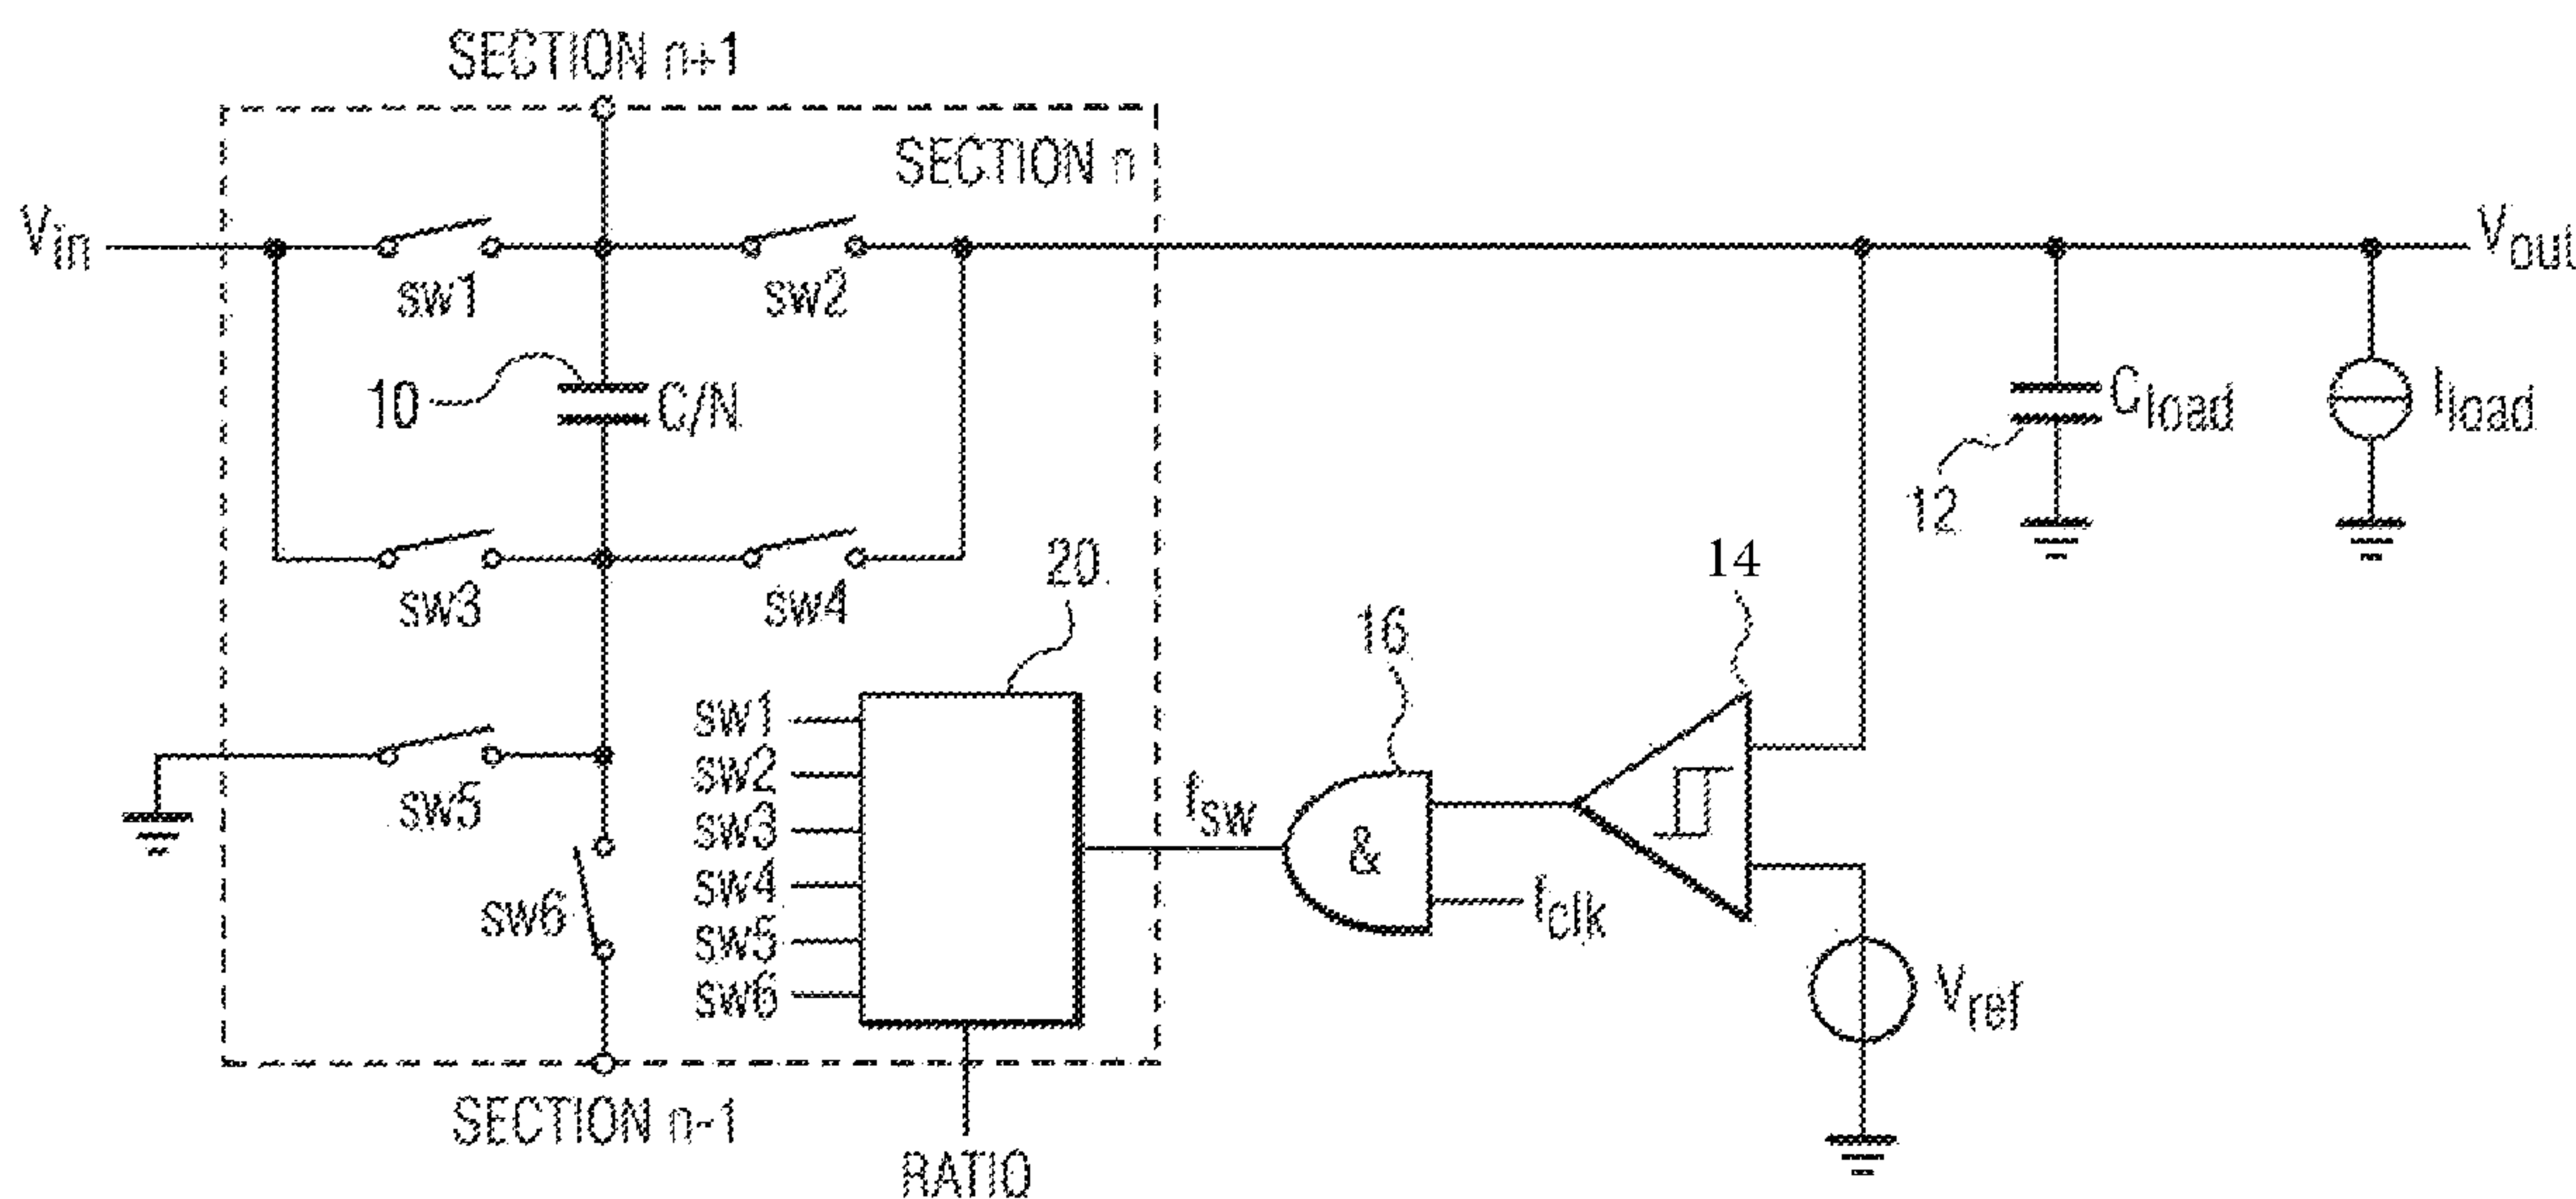 SECTION n+1
SECTION n
Vin
Vout
sw1
sw2
10
C/N
Cload
Iload
12
sw3
sw4
20
14
16
sw5
sw6
sw1
sw2
sw3
sw4
sw5
sw6
fsw
&
fclk
Vref
SECTION n-1
RATIO